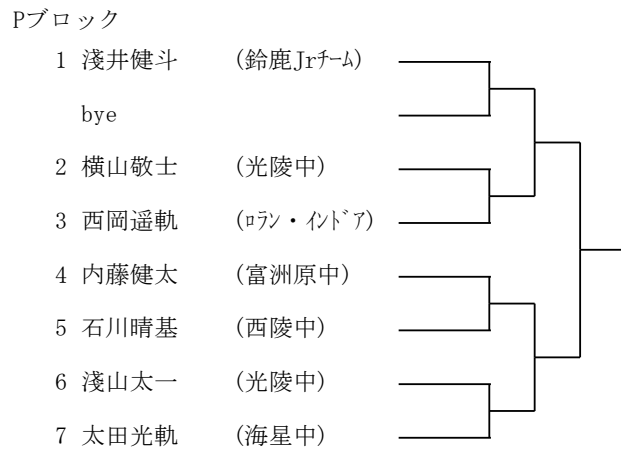 Pブロック
1 淺井健斗 (鈴鹿Jrﾁｰﾑ)
bye
2 横山敬士 (光陵中)
3 西岡遥軌 (ﾛﾗﾝ・ｲﾝﾄﾞｱ)
4 内藤健太 (富洲原中)
5 石川晴基 (西陵中)
6 淺山太一 (光陵中)
7 太田光軌 (海星中)